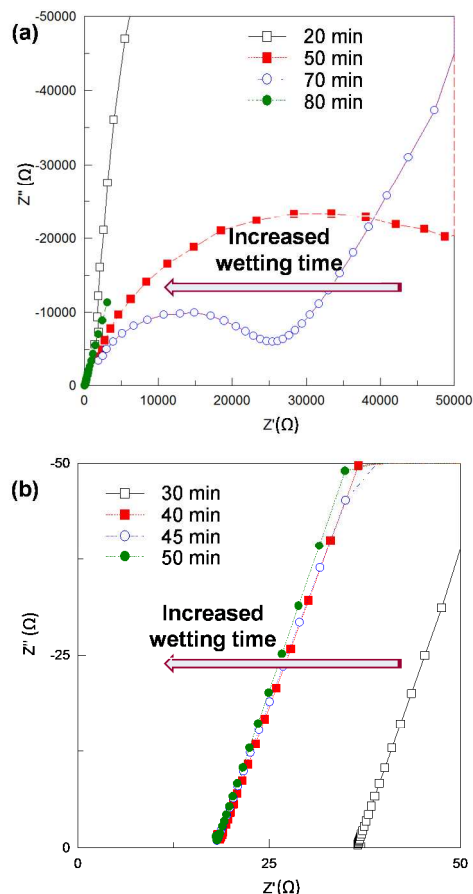 (a)
20 min
50 min
70 min
80 min
-50000
-40000
-30000
-20000
-10000
0
Z" (Ω)
Increased
wetting time
0 10000 20000 30000 40000 50000
Z'(Ω)
(b)
30 min
40 min
45 min
50 min
-50
-25
0
Z" (Ω)
Increased
wetting time
0 25 50
Z'(Ω)